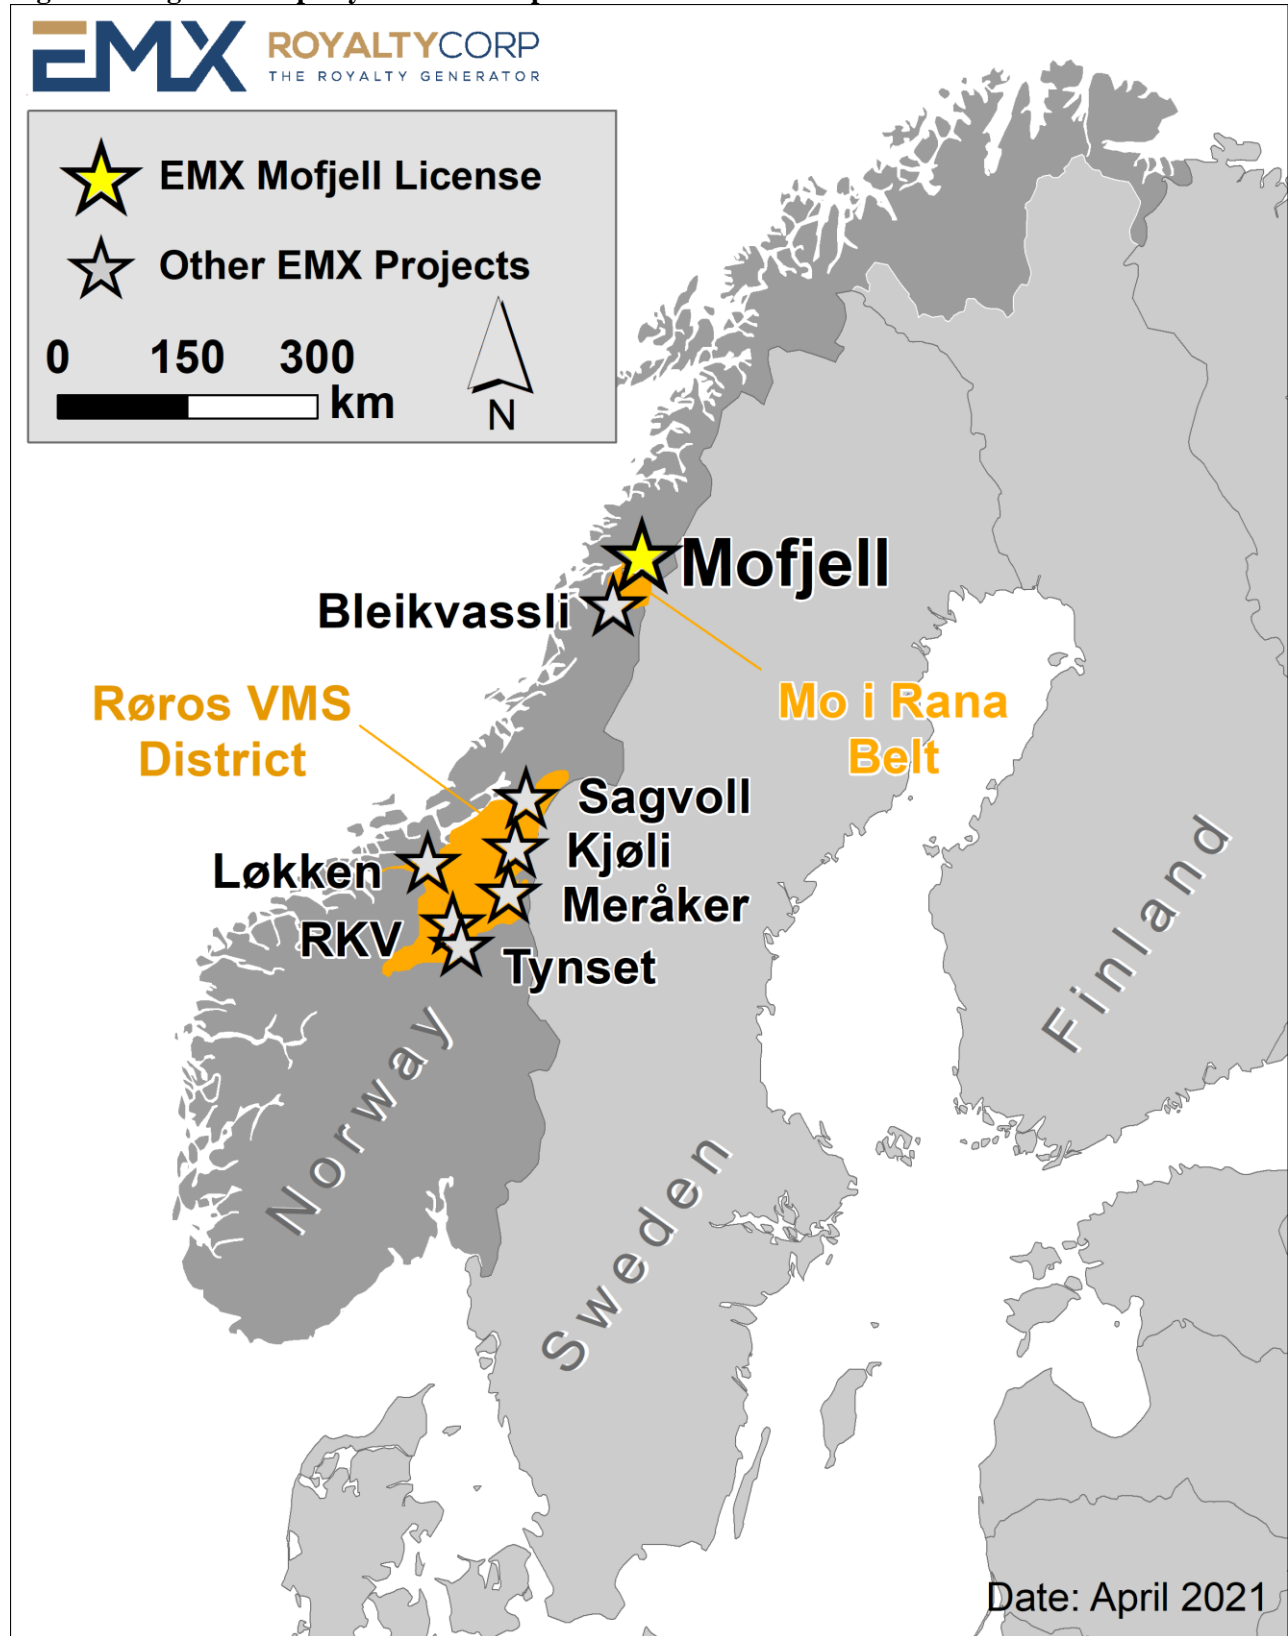 EMX ROYALTYCORP
THE ROYALTY GENERATOR
EMX Mofjell License
Other EMX Projects
0 150 300
km
N
Mofjell
Bleikvassli
Røros VMS
District
Mo i Rana
Belt
Sagvoll
Kjøli
Løkken
Meråker
RKV
Tynset
Norway
Sweden
Finland
Date: April 2021